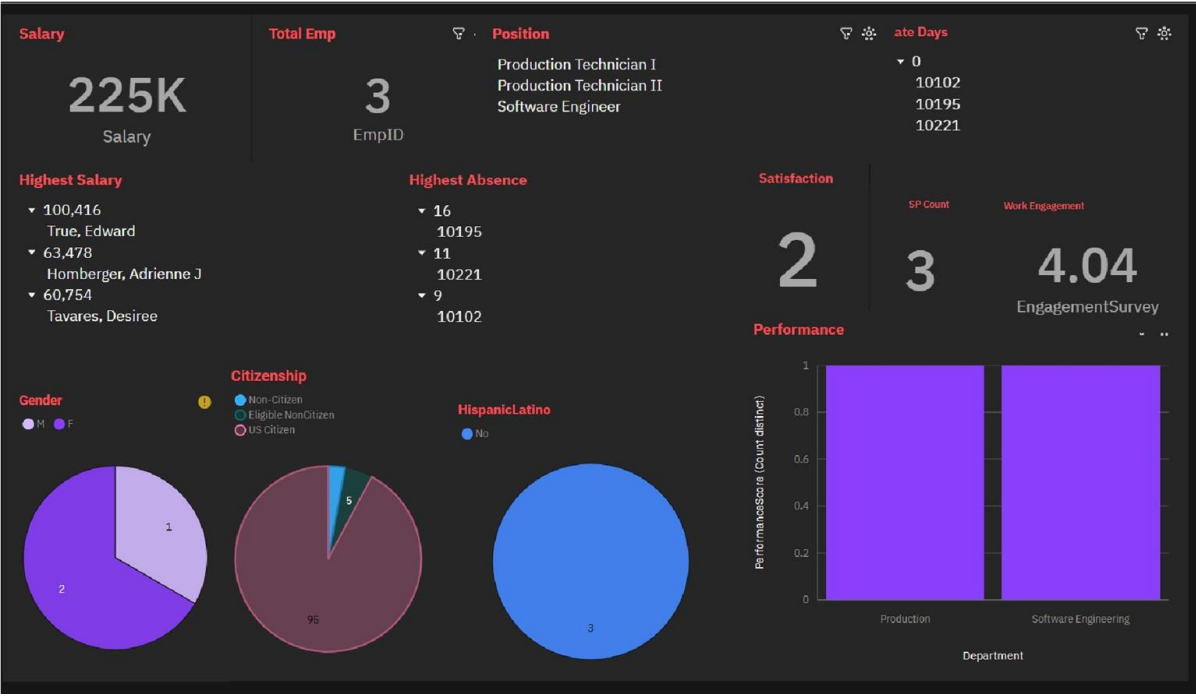 Salary
225K
Salary
Total Emp
3
EmpID
Position
Production Technician I
Production Technician II
Software Engineer
ate Days
0
10102
10195
10221
Highest Salary
100,416
True, Edward
63,478
Homberger, Adrienne J
60,754
Tavares, Desiree
Highest Absence
16
10195
11
10221
9
10102
Satisfaction
2
SP Count
3
Work Engagement
4.04
EngagementSurvey
Gender
M F
1
2
Citizenship
Non-Citizen
Eligible NonCitizen
US Citizen
5
95
HispanicLatino
No
3
Performance
PerformanceScore (Count distinct)
1
0.8
0.6
0.4
0.2
0
Production Software Engineering
Department